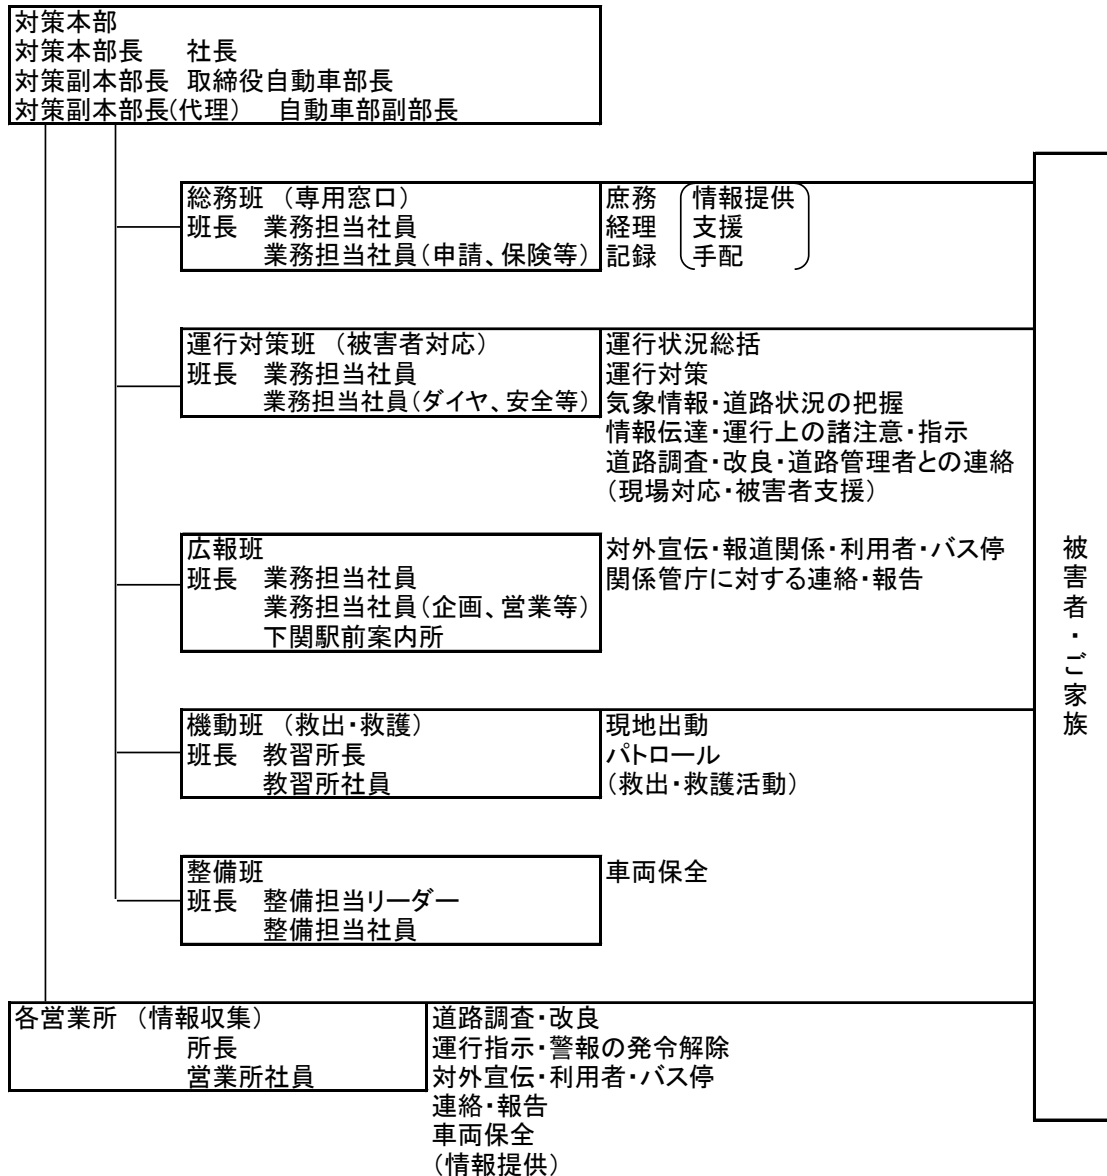 対策本部
対策本部長　社長
対策副本部長　取締役自動車部長
対策副本部長(代理)　自動車部副部長
総務班　(専用窓口)
班長　業務担当社員
業務担当社員(申請、保険等)
庶務　情報提供
経理　支援
記録　手配
運行対策班　(被害者対応)
班長　業務担当社員
業務担当社員(ダイヤ、安全等)
運行状況総括
運行対策
気象情報・道路状況の把握
情報伝達・運行上の諸注意・指示
道路調査・改良・道路管理者との連絡
(現場対応・被害者支援)
広報班
班長　業務担当社員
業務担当社員(企画、営業等)
下関駅前案内所
対外宣伝・報道関係・利用者・バス停
関係管庁に対する連絡・報告
機動班　(救出・救護)
班長　教習所長
教習所社員
現地出動
パトロール
(救出・救護活動)
整備班
班長　整備担当リーダー
整備担当社員
車両保全
各営業所　(情報収集)
所長
営業所社員
道路調査・改良
運行指示・警報の発令解除
対外宣伝・利用者・バス停
連絡・報告
車両保全
(情報提供)
被害者・ご家族